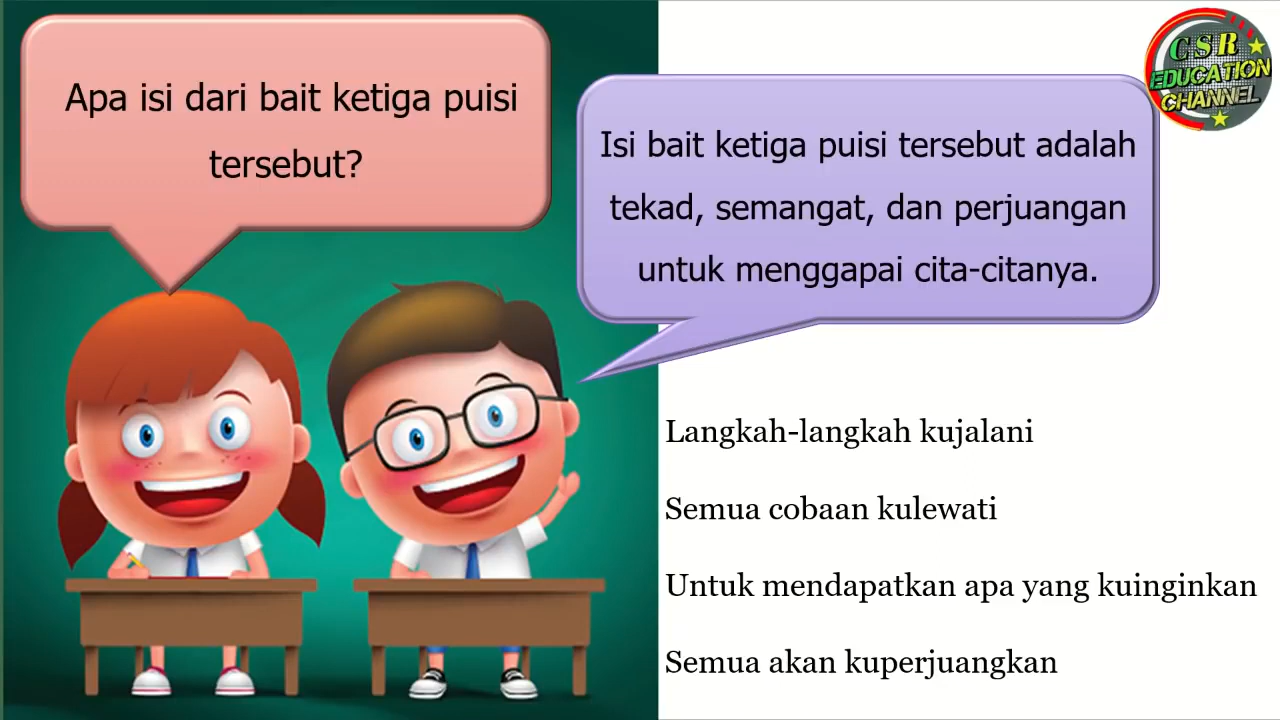 Apa isi dari bait ketiga puisi
tersebut?
Isi bait ketiga puisi tersebut adalah
tekad, semangat, dan perjuangan
untuk menggapai cita-citanya.
CSR
EDUCATION
CHANNEL
Langkah-langkah kujalani
Semua cobaan kulewati
Untuk mendapatkan apa yang kuinginkan
Semua akan kuperjuangkan